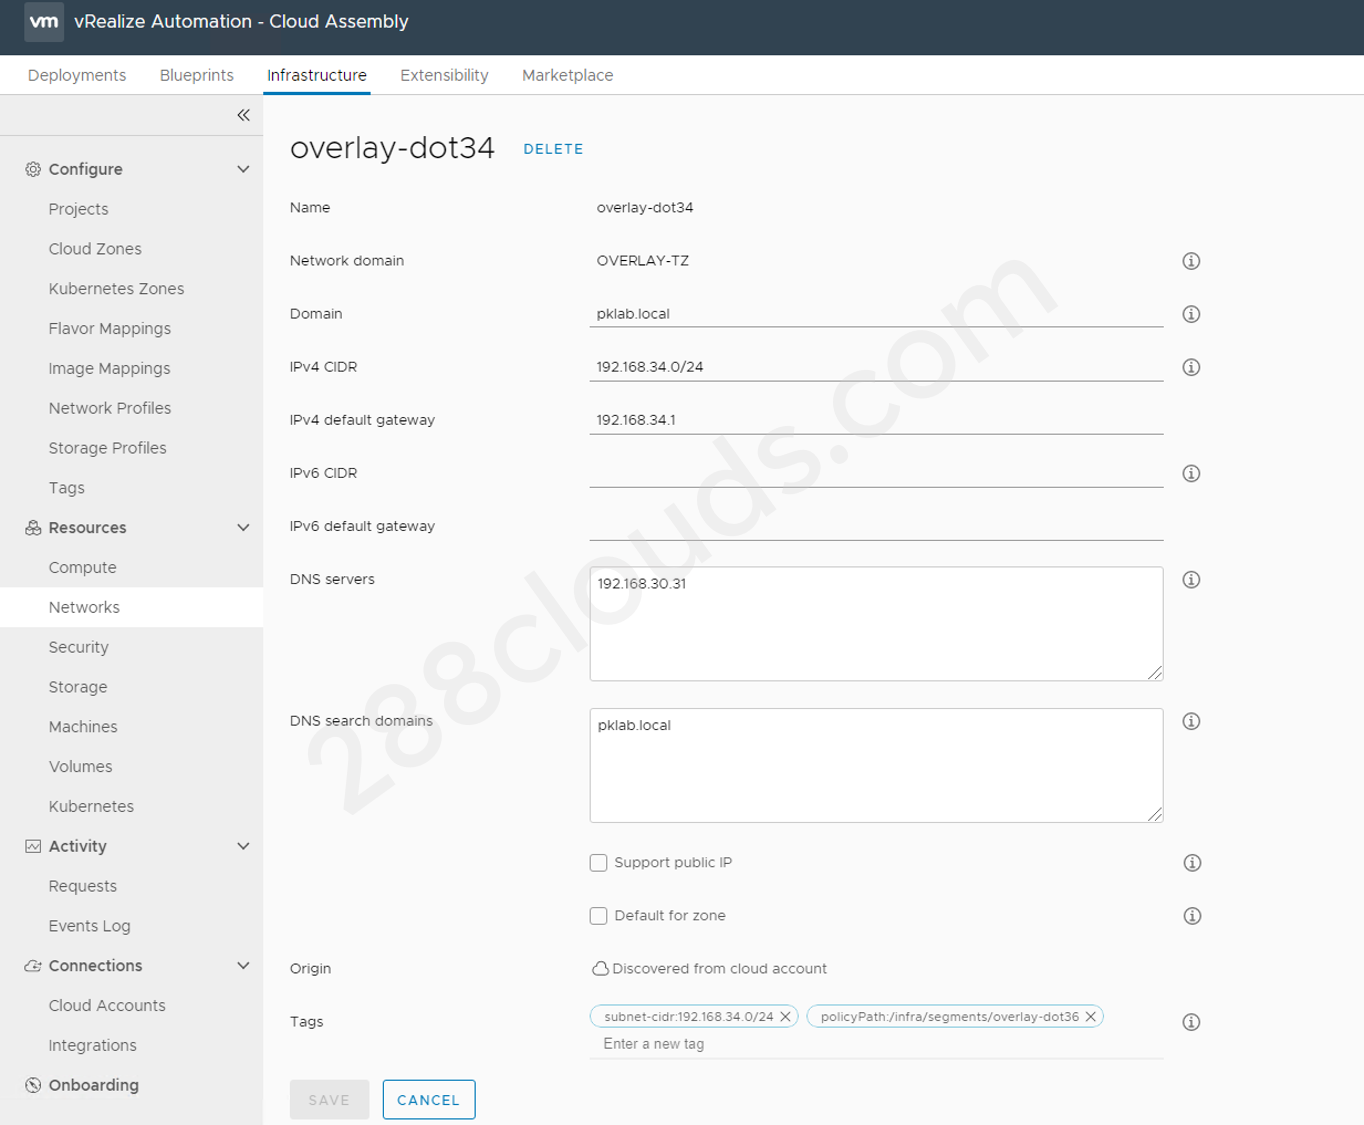 vm vRealize Automation - Cloud Assembly
Deployments Blueprints Infrastructure Extensibility Marketplace
overlay-dot34 DELETE
Configure
Projects
Cloud Zones
Kubernetes Zones
Flavor Mappings
Image Mappings
Network Profiles
Storage Profiles
Tags
Resources
Compute
Networks
Security
Storage
Machines
Volumes
Kubernetes
Activity
Requests
Events Log
Connections
Cloud Accounts
Integrations
Onboarding
Name overlay-dot34
Network domain OVERLAY-TZ
Domain pklab.local
IPv4 CIDR 192.168.34.0/24
IPv4 default gateway 192.168.34.1
IPv6 CIDR
IPv6 default gateway
DNS servers 192.168.30.31
DNS search domains pklab.local
Support public IP
Default for zone
Origin Discovered from cloud account
Tags subnet-cidr:192.168.34.0/24 policyPath:/infra/segments/overlay-dot36
Enter a new tag
SAVE CANCEL
288clouds.com